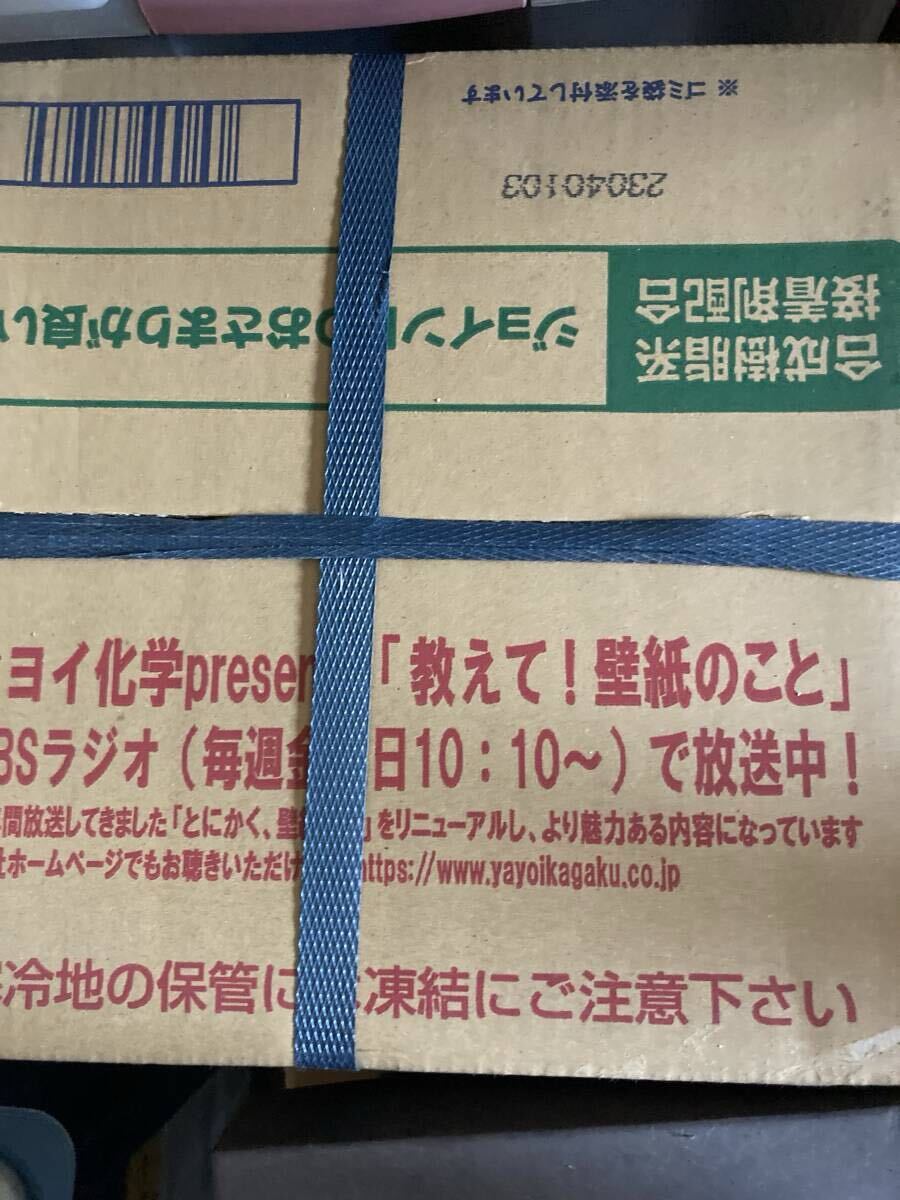 ※ ゴミ袋を添付しています
23040103
合成樹脂系
接着剤配合
ジョイン のおさまりが良い
ヨイ化学presen 「教えて！壁紙のこと」
BSラジオ（毎週金 日10：10～）で放送中！
間放送してきました「とにかく、壁 」をリニューアルし、より魅力ある内容になっています
社ホームページでもお聴きいただけ https://www.yayoikagaku.co.jp
冷地の保管に は凍結にご注意下さい